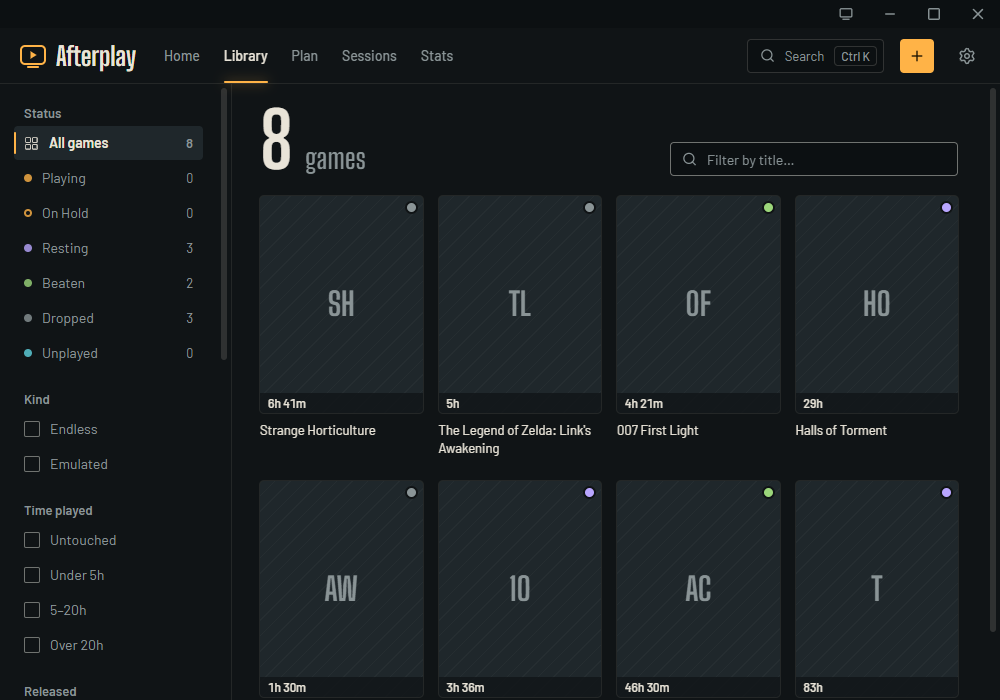 Afterplay
Home
Library
Plan
Sessions
Stats
Search
Ctrl K
Status
All games 8
Playing 0
On Hold 0
Resting 3
Beaten 2
Dropped 3
Unplayed 0
Kind
Endless
Emulated
Time played
Untouched
Under 5h
5–20h
Over 20h
Released
8 games
Filter by title...
SH
6h 41m
Strange Horticulture
TL
5h
The Legend of Zelda: Link's
Awakening
OF
4h 21m
007 First Light
HO
29h
Halls of Torment
AW
1h 30m
10
3h 36m
AC
46h 30m
T
83h